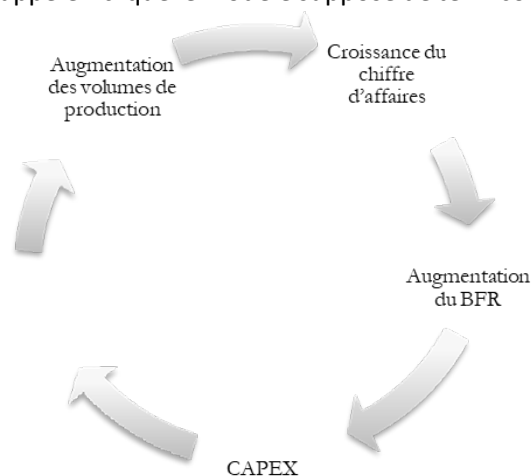 Augmentation
des volumes de
production
Croissance du
chiffre
d'affaires
Augmentation
du BFR
CAPEX